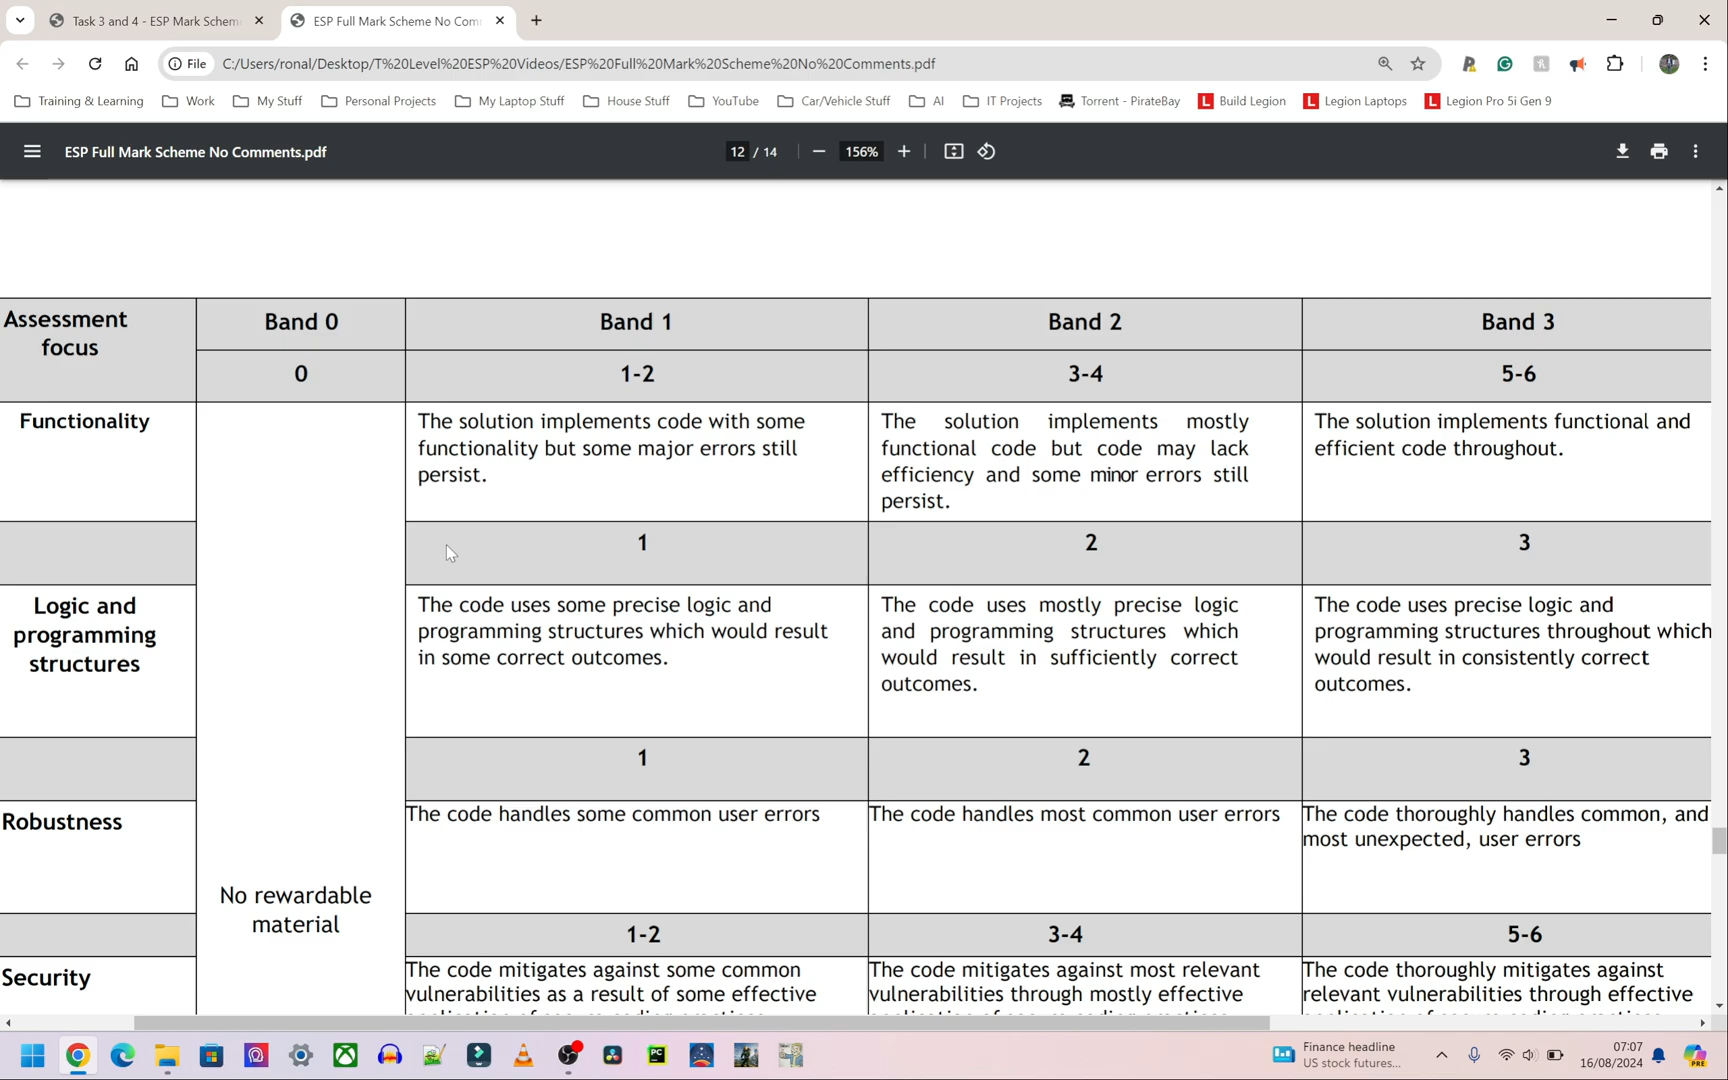 Task 3 and 4 - ESP Mark Schem
ESP Full Mark Scheme No Com
File
C:/Users/ronal/Desktop/T%20Level%20ESP%20Videos/ESP%20Full%20Mark%20Scheme%20No%20Comments.pdf
Training & Learning
Work
My Stuff
Personal Projects
My Laptop Stuff
House Stuff
YouTube
Car/Vehicle Stuff
AI
IT Projects
Torrent - PirateBay
Build Legion
Legion Laptops
Legion Pro 5i Gen 9
ESP Full Mark Scheme No Comments.pdf
12 / 14
156%
Assessment
focus
Band 0
Band 1
Band 2
Band 3
0
1-2
3-4
5-6
Functionality
The solution implements code with some
functionality but some major errors still
persist.
The solution implements mostly
functional code but code may lack
efficiency and some minor errors still
persist.
The solution implements functional and
efficient code throughout.
1
2
3
Logic and
programming
structures
The code uses some precise logic and
programming structures which would result
in some correct outcomes.
The code uses mostly precise logic
and programming structures which
would result in sufficiently correct
outcomes.
The code uses precise logic and
programming structures throughout which
would result in consistently correct
outcomes.
1
2
3
Robustness
The code handles some common user errors
The code handles most common user errors
The code thoroughly handles common, and
most unexpected, user errors
No rewardable
material
1-2
3-4
5-6
Security
The code mitigates against some common
vulnerabilities as a result of some effective
The code mitigates against most relevant
vulnerabilities through mostly effective
The code thoroughly mitigates against
relevant vulnerabilities through effective
Finance headline
US stock futures...
07:07
16/08/2024